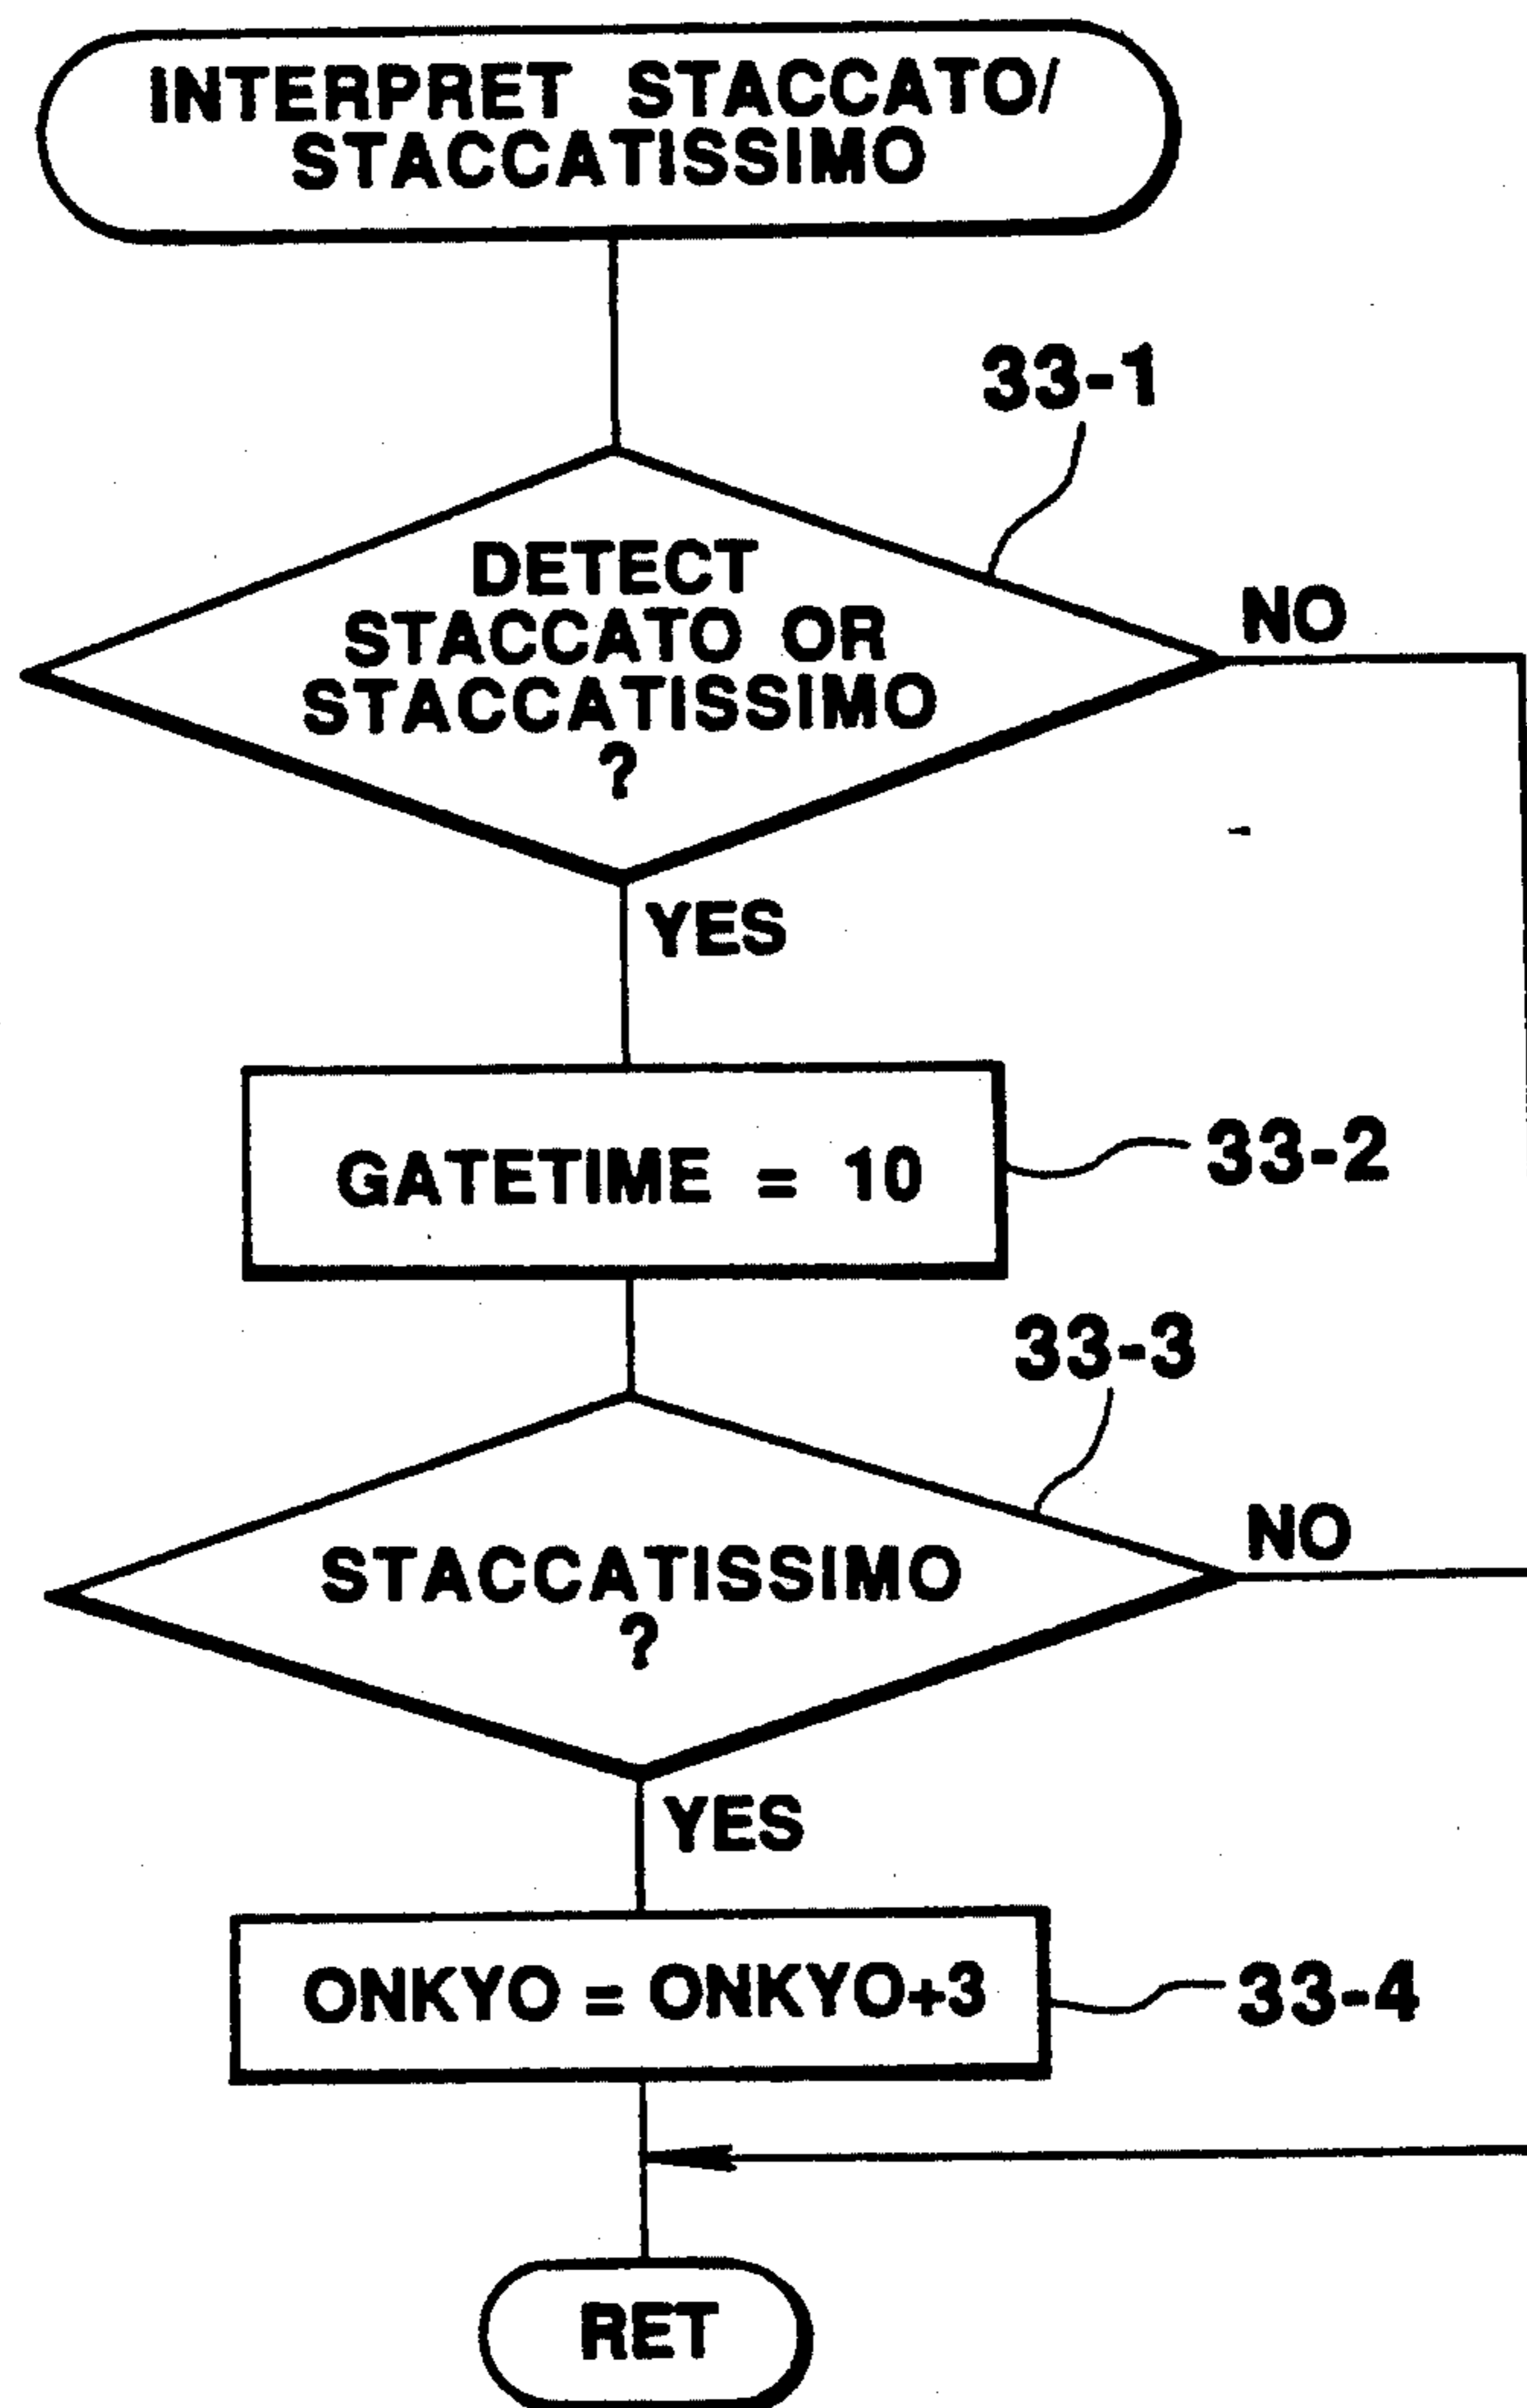 INTERPRET STACCATO/
STACCATISSIMO
33-1
DETECT
STACCATO OR
STACCATISSIMO
?
NO
YES
GATETIME = 10
33-2
33-3
STACCATISSIMO
?
NO
YES
ONKYO = ONKYO+3
33-4
RET